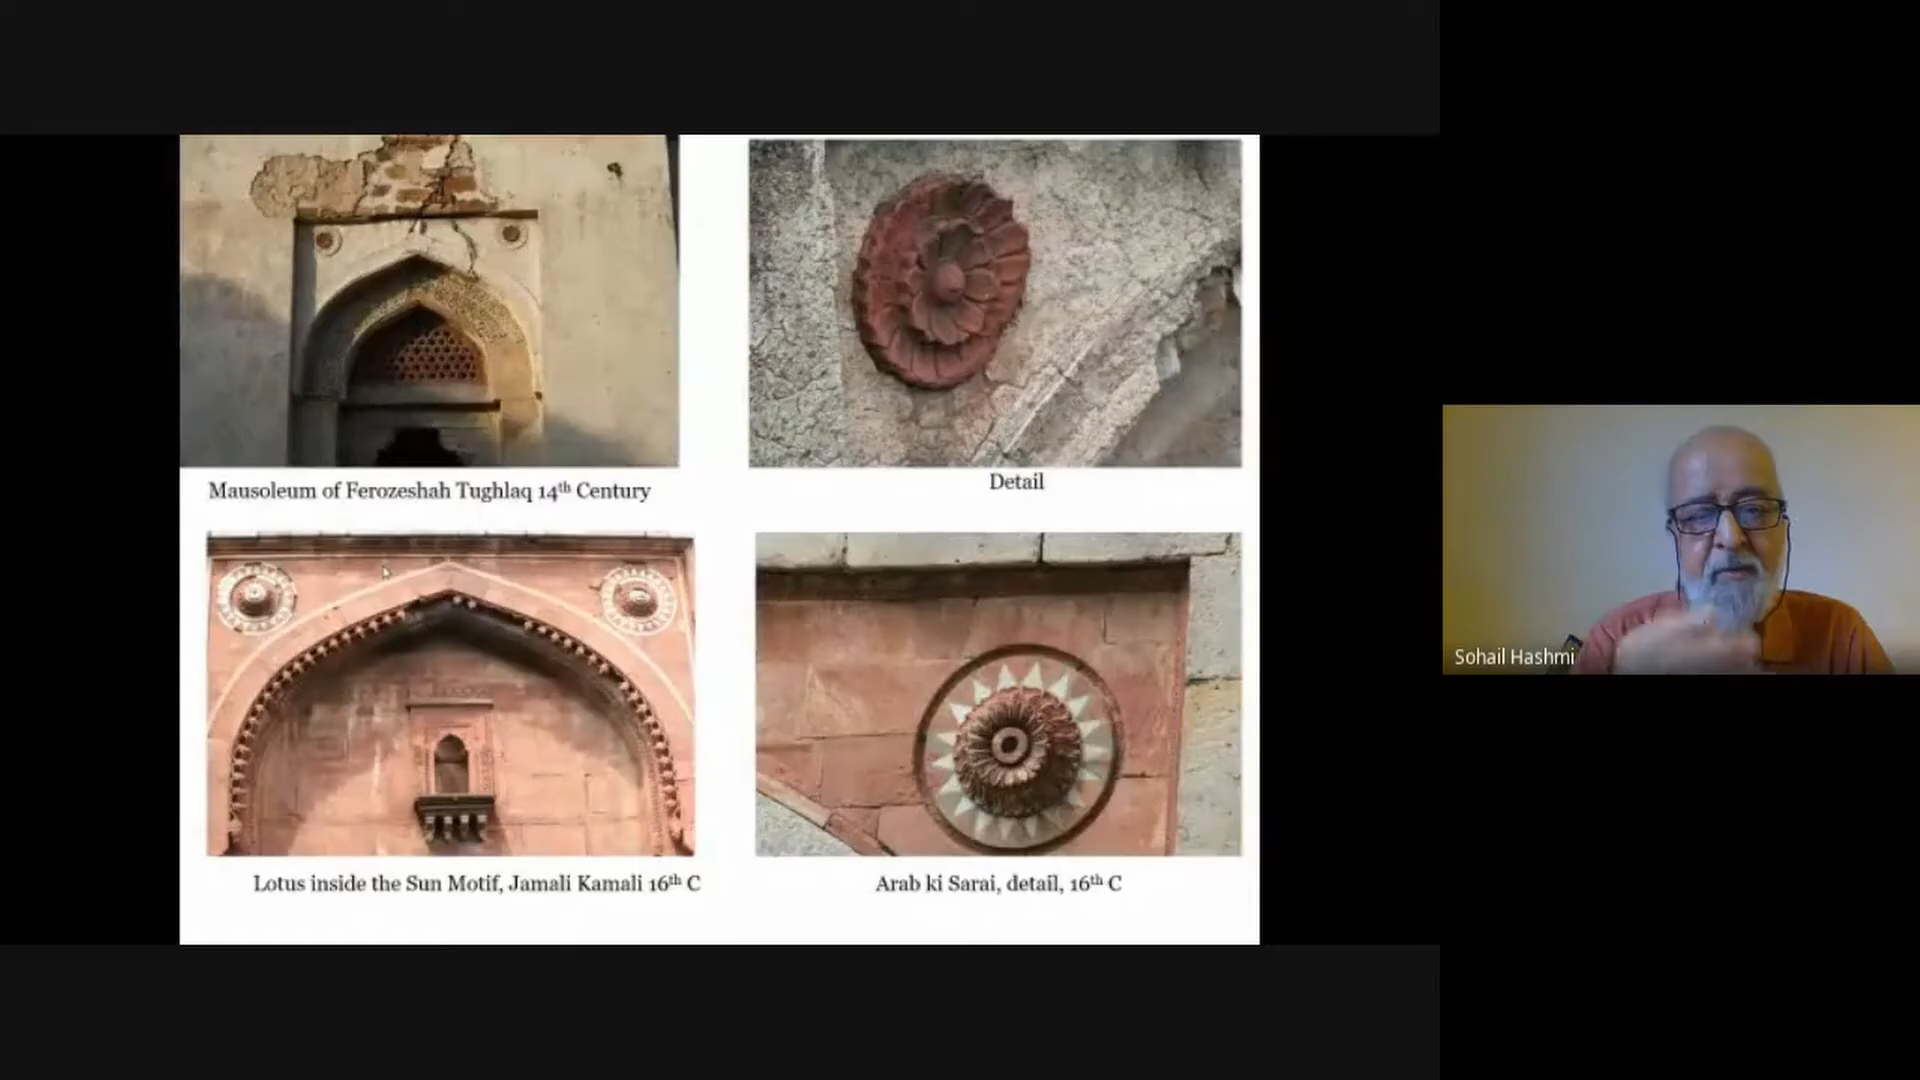 Mausoleum of Ferozeshah Tughlaq 14th Century
Detail
Lotus inside the Sun Motif, Jamali Kamali 16th C
Arab ki Sarai, detail, 16th C
Sohail Hashmi